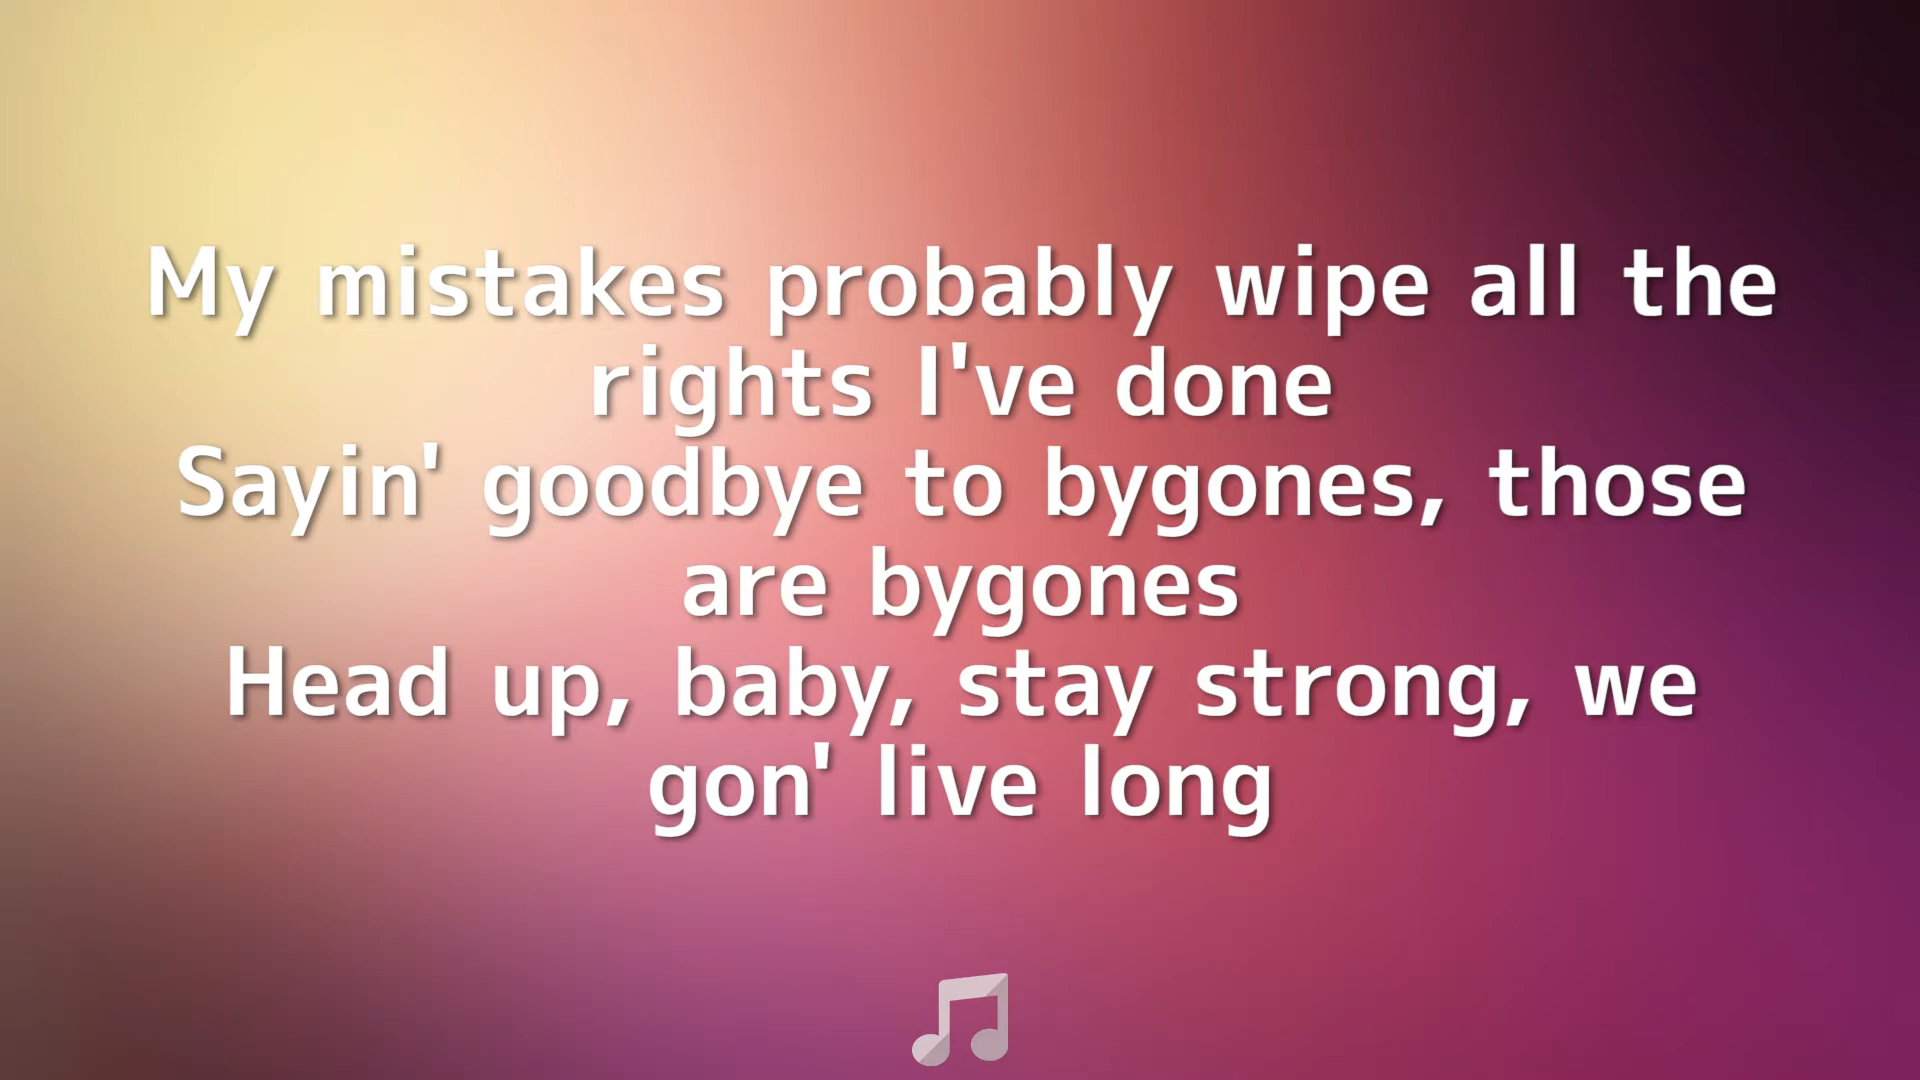 My mistakes probably wipe all the
rights I've done
Sayin' goodbye to bygones, those
are bygones
Head up, baby, stay strong, we
gon' live long